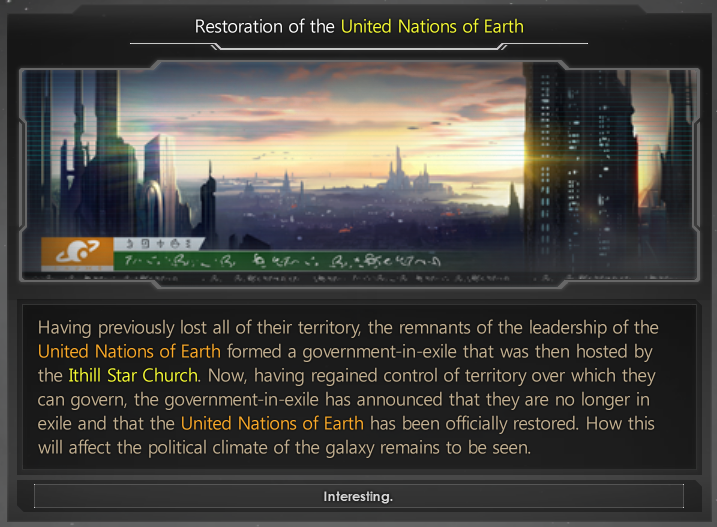 Restoration of the United Nations of Earth
Having previously lost all of their territory, the remnants of the leadership of the
United Nations of Earth formed a government-in-exile that was then hosted by
the Ithill Star Church. Now, having regained control of territory over which they
can govern, the government-in-exile has announced that they are no longer in
exile and that the United Nations of Earth has been officially restored. How this
will affect the political climate of the galaxy remains to be seen.
Interesting.